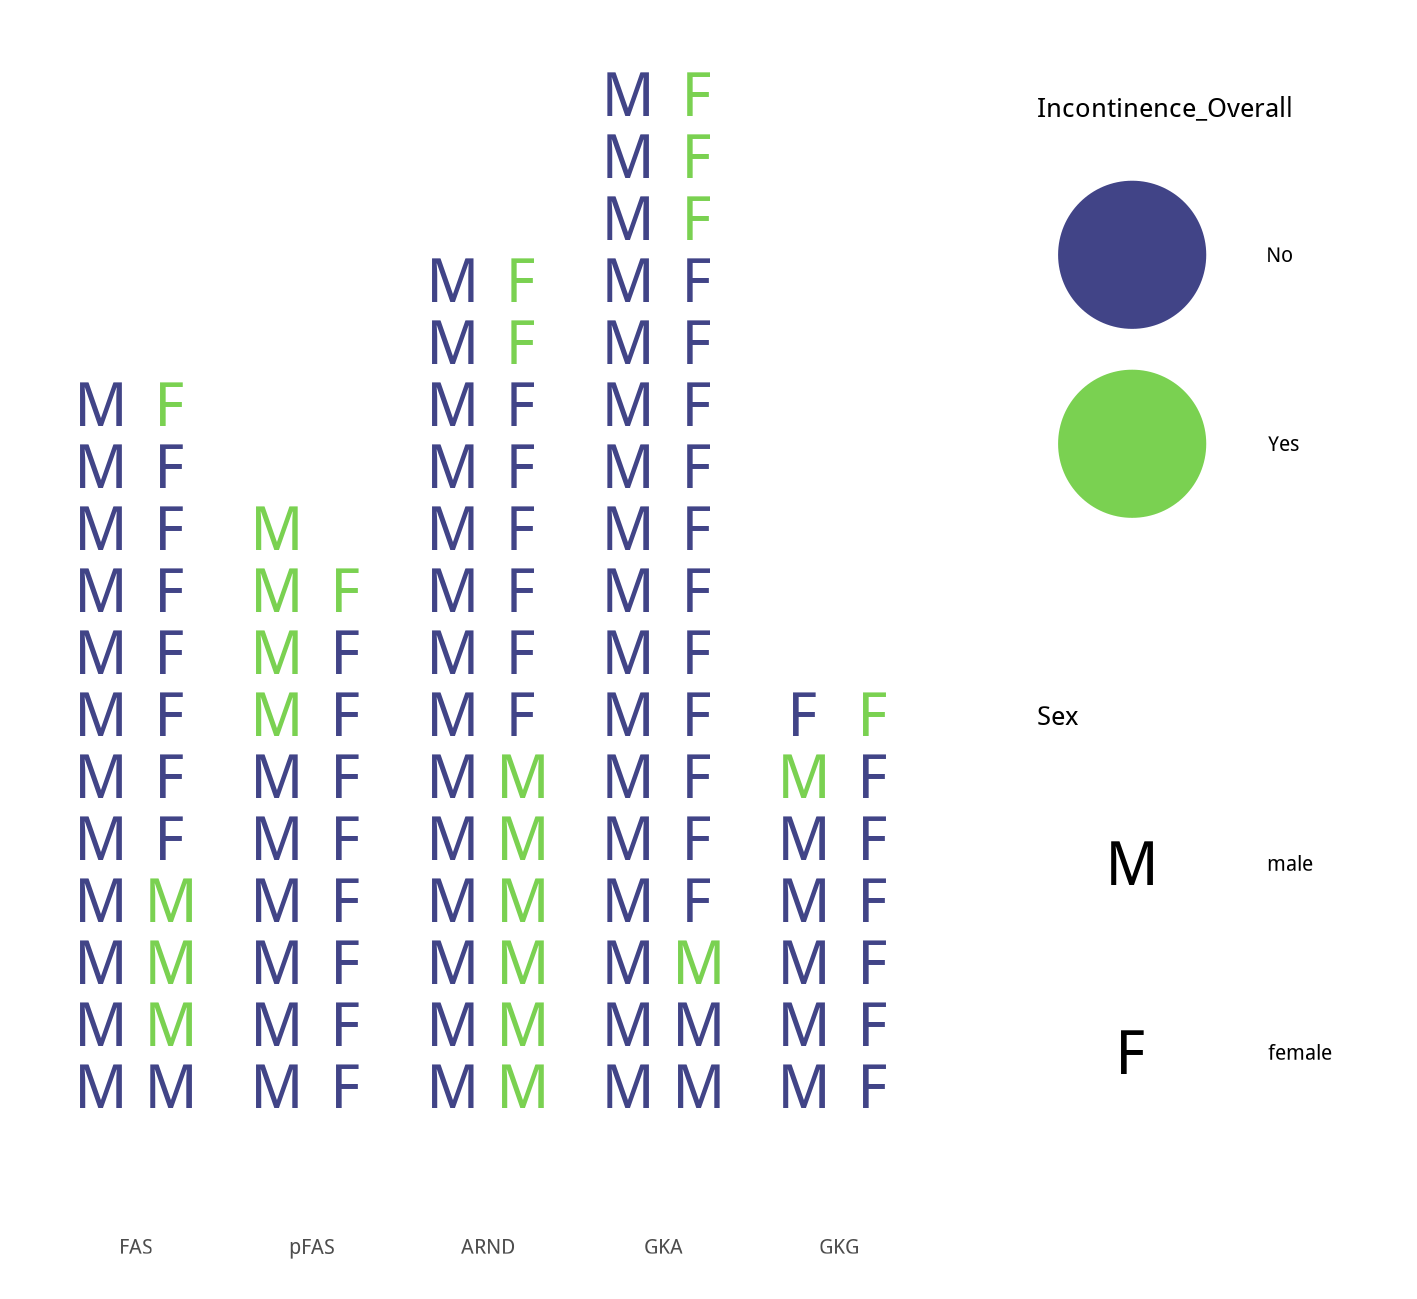 M F
M F
Incontinence_Overall
M F
No
M F M F
M F M F
M F M F M F
Yes
M F M F M F
M F M M F M F
M F M F M F M F
M F M F M F M F
M F M F M F M F F F
Sex
M F M F M M M F M F
M F M F M M M F M F
M male
M M M F M M M F M F
M M M F M M M M M F
M M M F M M M M M F
F female
M M M F M M M M M F
FAS pFAS ARND GKA GKG